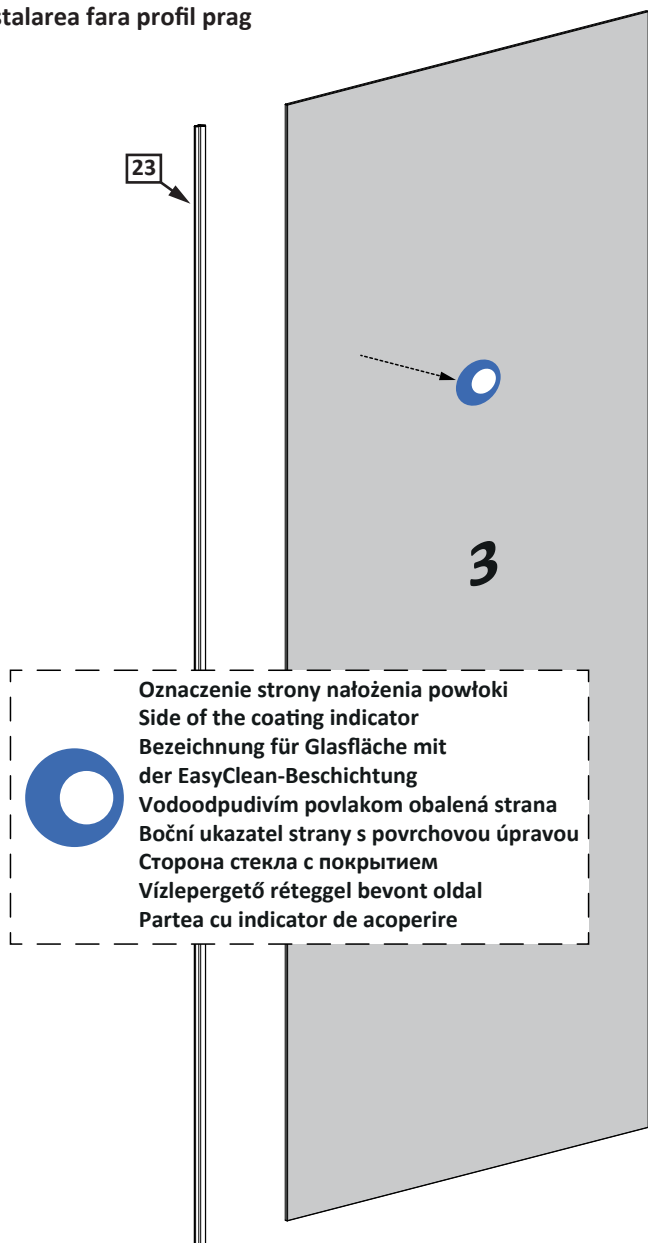 stalarea fara profil prag
23
3
Oznaczenie strony nałożenia powłoki
Side of the coating indicator
Bezeichnung für Glasfläche mit
der EasyClean-Beschichtung
Vodoodpudivím povlakom obalená strana
Boční ukazatel strany s povrchovou úpravou
Сторона стекла с покрытием
Vízlepergető réteggel bevont oldal
Partea cu indicator de acoperire